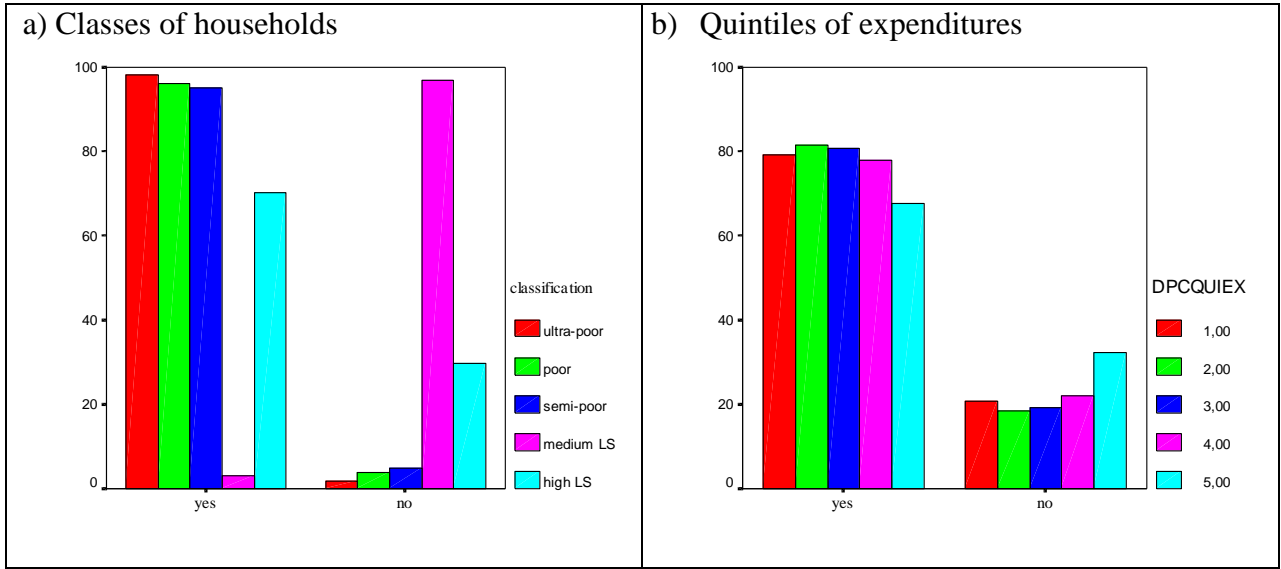 a) Classes of households
100
80
60
40
20
0
yes no
classification
ultra-poor
poor
semi-poor
medium LS
high LS
b) Quintiles of expenditures
100
80
60
40
20
0
yes no
DPCQUIEX
1,00
2,00
3,00
4,00
5,00